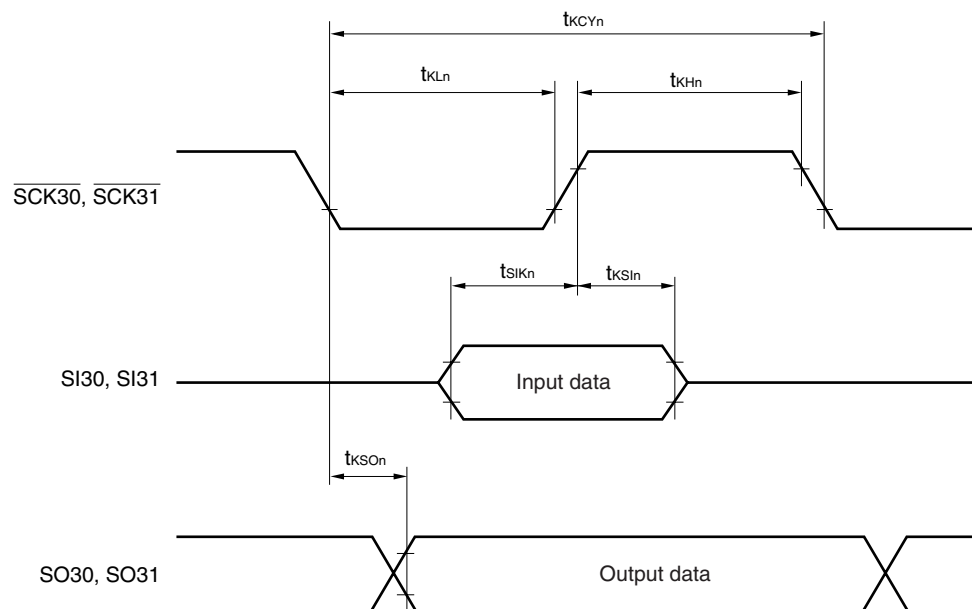 tKCYn
tKLn
tKHn
SCK30, SCK31
tSIKn
tKSIn
SI30, SI31
Input data
tKSOn
SO30, SO31
Output data